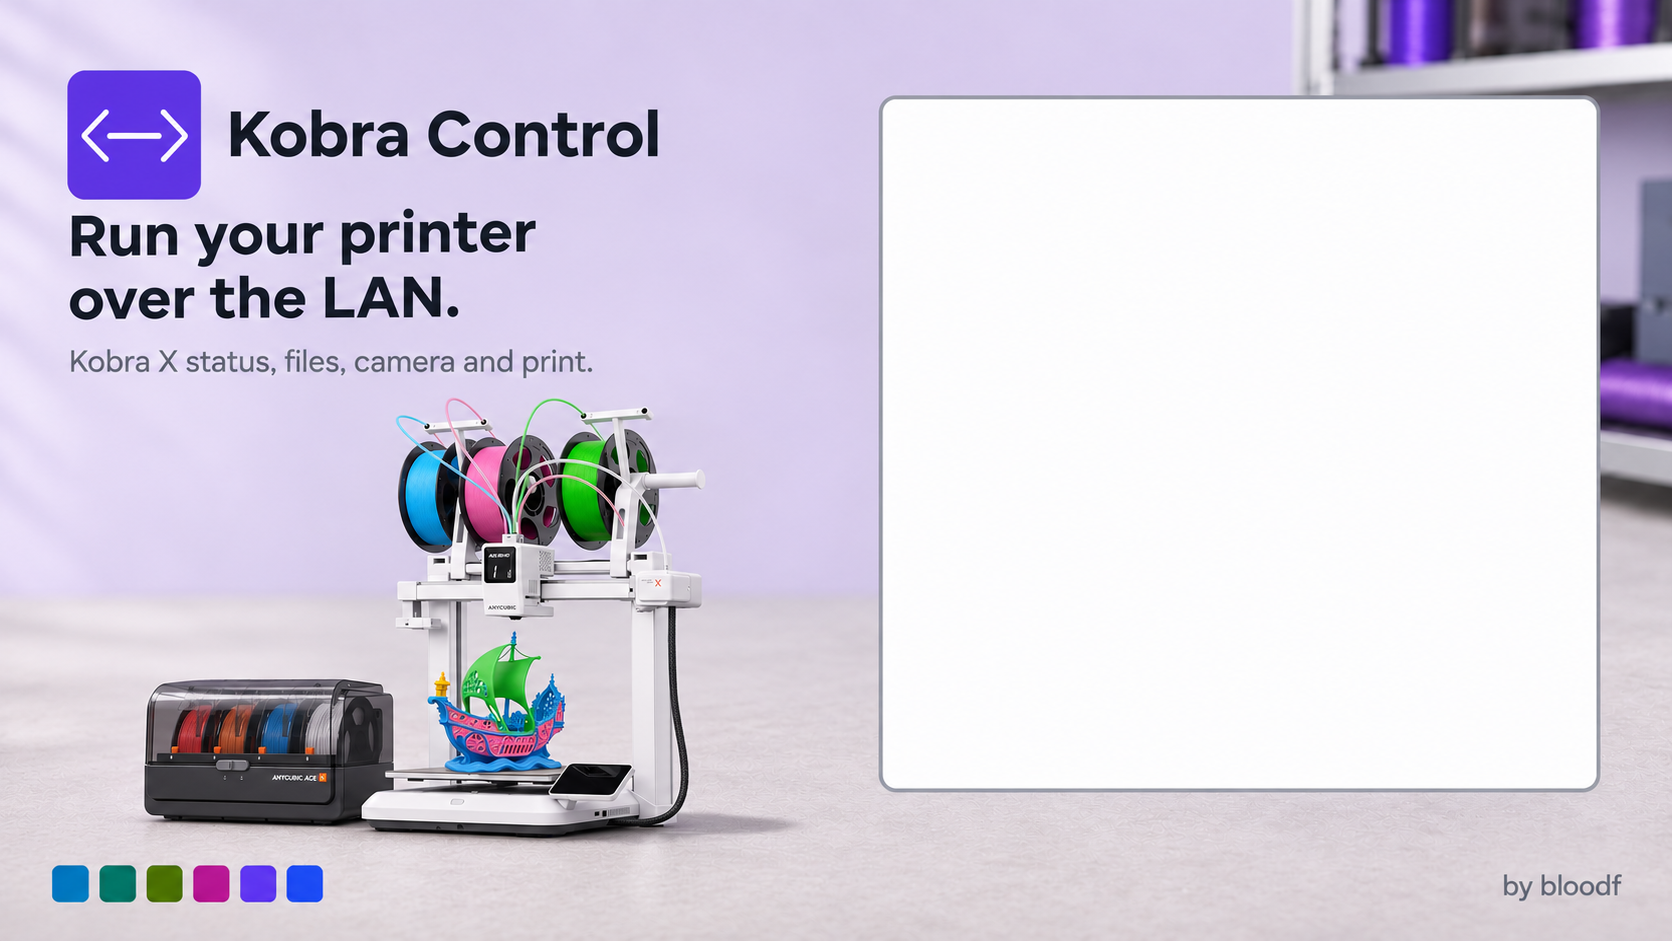 Kobra Control
Run your printer
over the LAN.
Kobra X status, files, camera and print.
X
ANYCUBIC
ANYCUBIC ACE
by bloodf